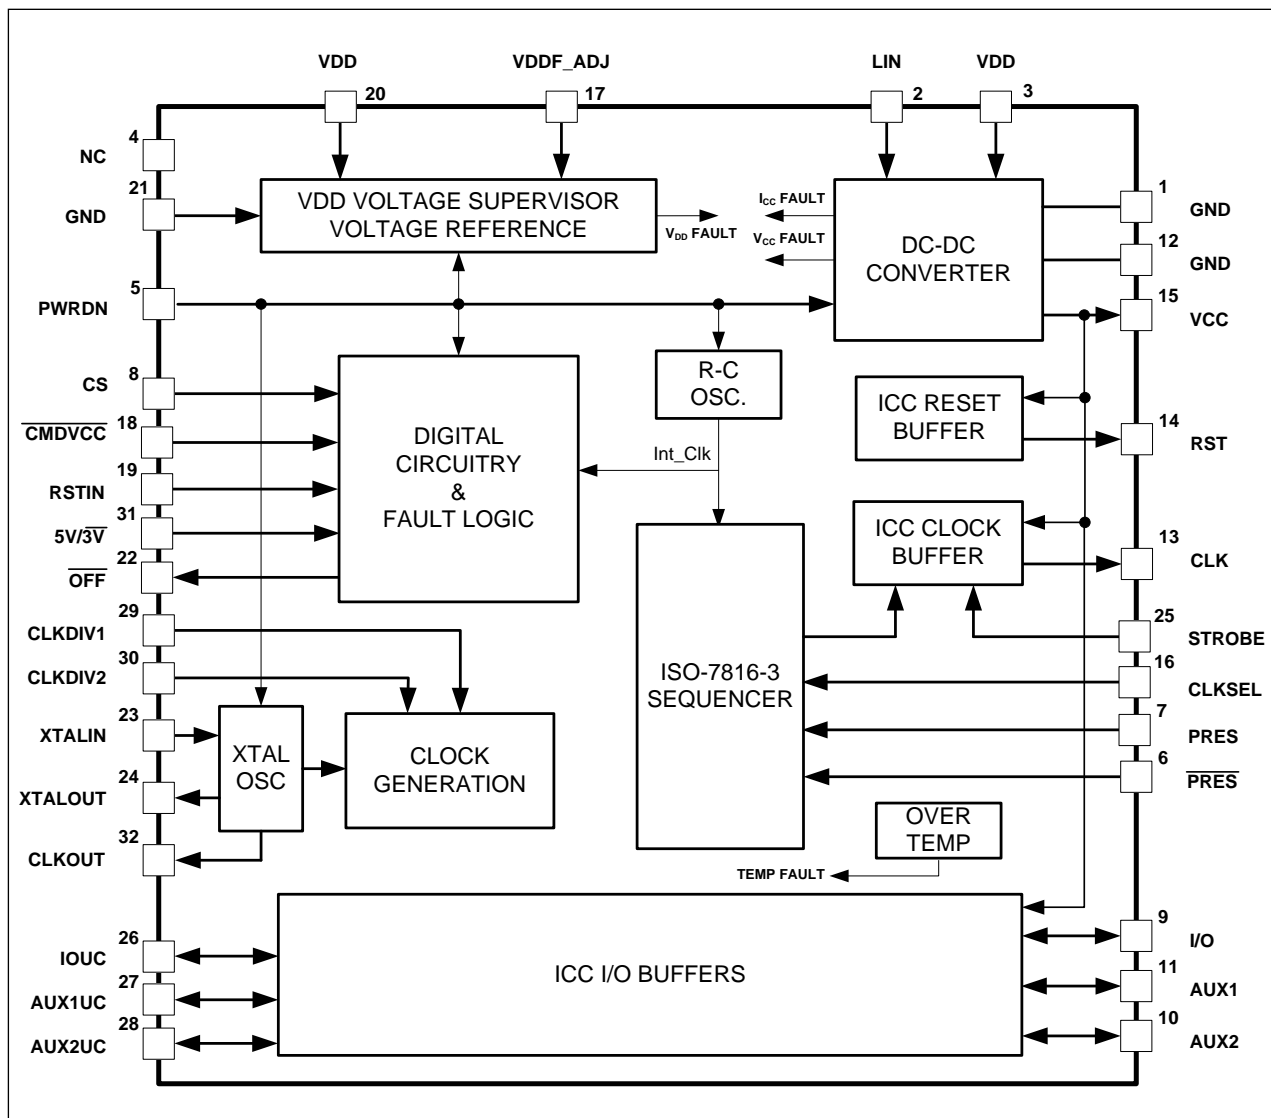 VDD
20
VDDF_ADJ
17
LIN
2
VDD
3
4
NC
21
GND
VDD VOLTAGE SUPERVISOR
VOLTAGE REFERENCE
VDD FAULT
ICC FAULT
VCC FAULT
DC-DC
CONVERTER
1
GND
12
GND
15
VCC
5
PWRDN
R-C
OSC.
Int_Clk
8
CS
18
CMDVCC
19
RSTIN
31
5V/3V
22
OFF
DIGITAL
CIRCUITRY
&
FAULT LOGIC
ICC RESET
BUFFER
14
RST
ICC CLOCK
BUFFER
13
CLK
25
STROBE
16
CLKSEL
7
PRES
6
PRES
ISO-7816-3
SEQUENCER
29
CLKDIV1
30
CLKDIV2
23
XTALIN
24
XTALOUT
32
CLKOUT
XTAL
OSC
CLOCK
GENERATION
OVER
TEMP
TEMP FAULT
26
IOUC
27
AUX1UC
28
AUX2UC
ICC I/O BUFFERS
9
I/O
11
AUX1
10
AUX2